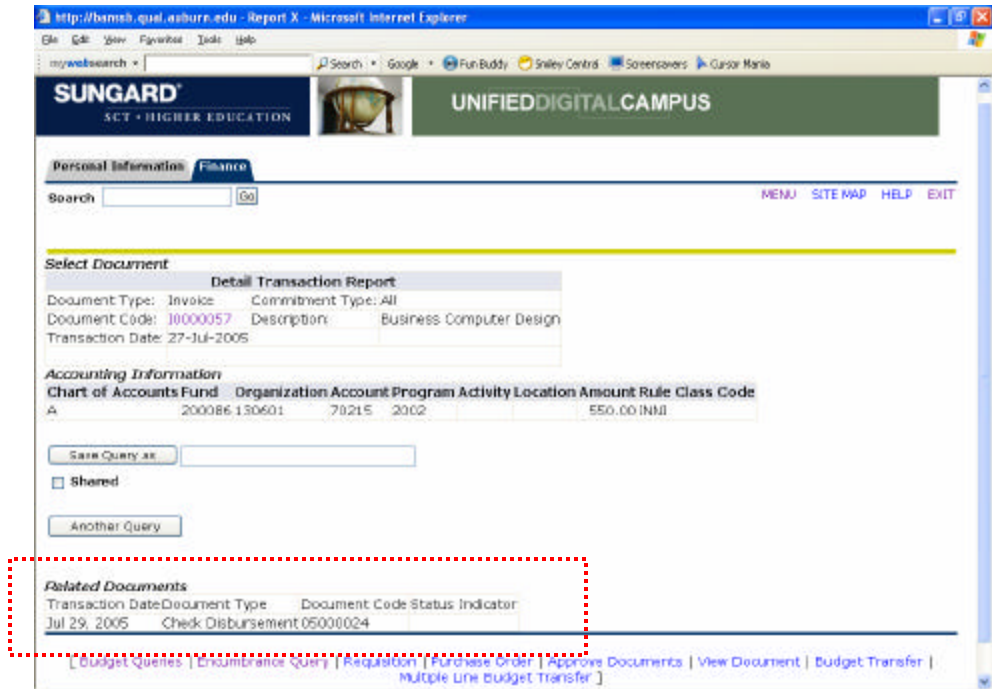 http://bamsh.qual.auburn.edu - Report X - Microsoft Internet Explorer
File Edit View Favorites Tools Help
mywebsearch Search Google Fun Buddy Smiley Central Screensavers Cursor Mania
SUNGARD
SCT • HIGHER EDUCATION
UNIFIEDDIGITALCAMPUS
Personal Information Finance
Search Go MENU SITE MAP HELP EXIT
Select Document
Detail Transaction Report
Document Type: Invoice Commitment Type: All
Document Code: I0000057 Description: Business Computer Design
Transaction Date: 27-Jul-2005
Accounting Information
Chart of Accounts Fund Organization Account Program Activity Location Amount Rule Class Code
A 200086 130601 70215 2002 550.00 INNI
Save Query as
Shared
Another Query
Related Documents
Transaction Date Document Type Document Code Status Indicator
Jul 29, 2005 Check Disbursement 05000024
[ Budget Queries | Encumbrance Query | Requisition | Purchase Order | Approve Documents | View Document | Budget Transfer |
Multiple Line Budget Transfer ]